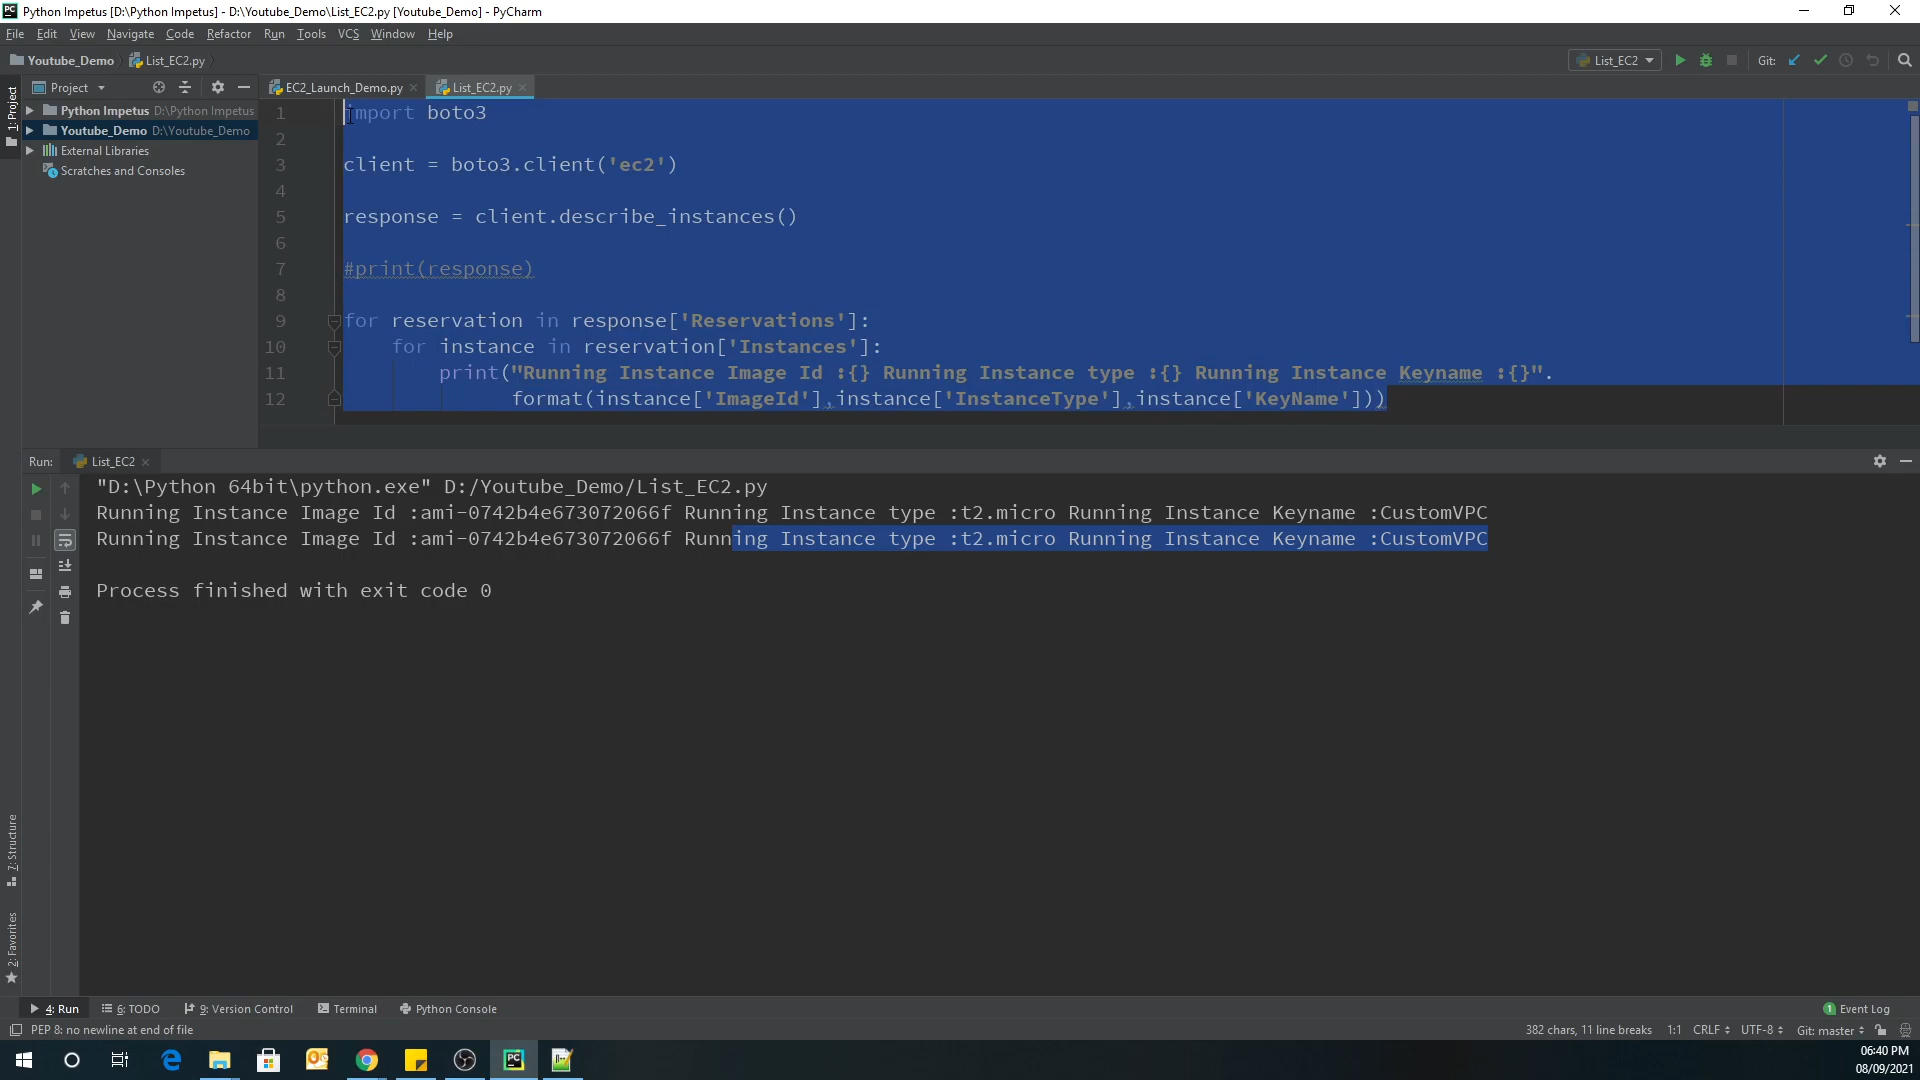 Python Impetus [D:\Python Impetus] - D:\Youtube_Demo\List_EC2.py [Youtube_Demo] - PyCharm
File Edit View Navigate Code Refactor Run Tools VCS Window Help
Youtube_Demo List_EC2.py List_EC2 Git:
Project EC2_Launch_Demo.py List_EC2.py
1: Project
Python Impetus D:\Python Impetus
Youtube_Demo D:\Youtube_Demo
External Libraries
Scratches and Consoles
1 import boto3
2
3 client = boto3.client('ec2')
4
5 response = client.describe_instances()
6
7 #print(response)
8
9 for reservation in response['Reservations']:
10 for instance in reservation['Instances']:
11 print("Running Instance Image Id :{} Running Instance type :{} Running Instance Keyname :{}".
12 format(instance['ImageId'],instance['InstanceType'],instance['KeyName']))
Run: List_EC2
"D:\Python 64bit\python.exe" D:/Youtube_Demo/List_EC2.py
Running Instance Image Id :ami-0742b4e673072066f Running Instance type :t2.micro Running Instance Keyname :CustomVPC
Running Instance Image Id :ami-0742b4e673072066f Running Instance type :t2.micro Running Instance Keyname :CustomVPC
Process finished with exit code 0
7: Structure
2: Favorites
4: Run 6: TODO 9: Version Control Terminal Python Console 1 Event Log
PEP 8: no newline at end of file 382 chars, 11 line breaks 1:1 CRLF UTF-8 Git: master
06:40 PM
08/09/2021